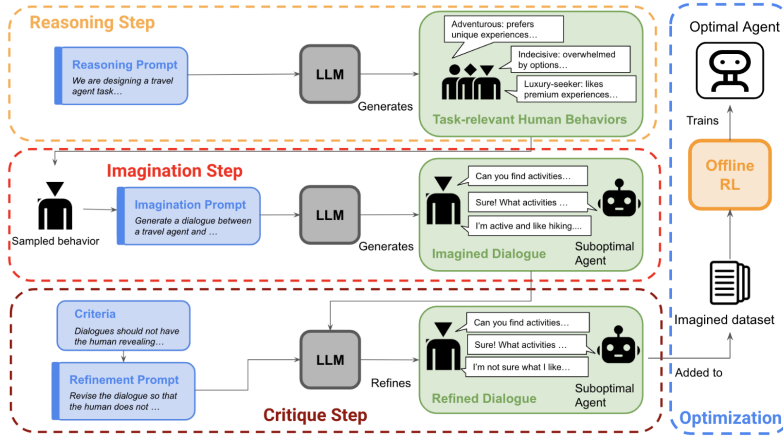 Reasoning Step
Reasoning Prompt
We are designing a travel
agent task…
LLM
Generates
Adventurous: prefers
unique experiences…
Indecisive: overwhelmed
by options…
Luxury-seeker: likes
premium experiences…
Task-relevant Human Behaviors
Imagination Step
Sampled behavior
Imagination Prompt
Generate a dialogue between
a travel agent and …
LLM
Generates
Can you find activities…
Sure! What activities …
I'm active and like hiking....
Imagined Dialogue
Suboptimal
Agent
Criteria
Dialogues should not have
the human revealing…
Refinement Prompt
Revise the dialogue so that
the human does not …
LLM
Refines
Can you find activities…
Sure! What activities …
I'm not sure what I like…
Refined Dialogue
Suboptimal
Agent
Critique Step
Optimal Agent
Trains
Offline
RL
Imagined dataset
Added to
Optimization